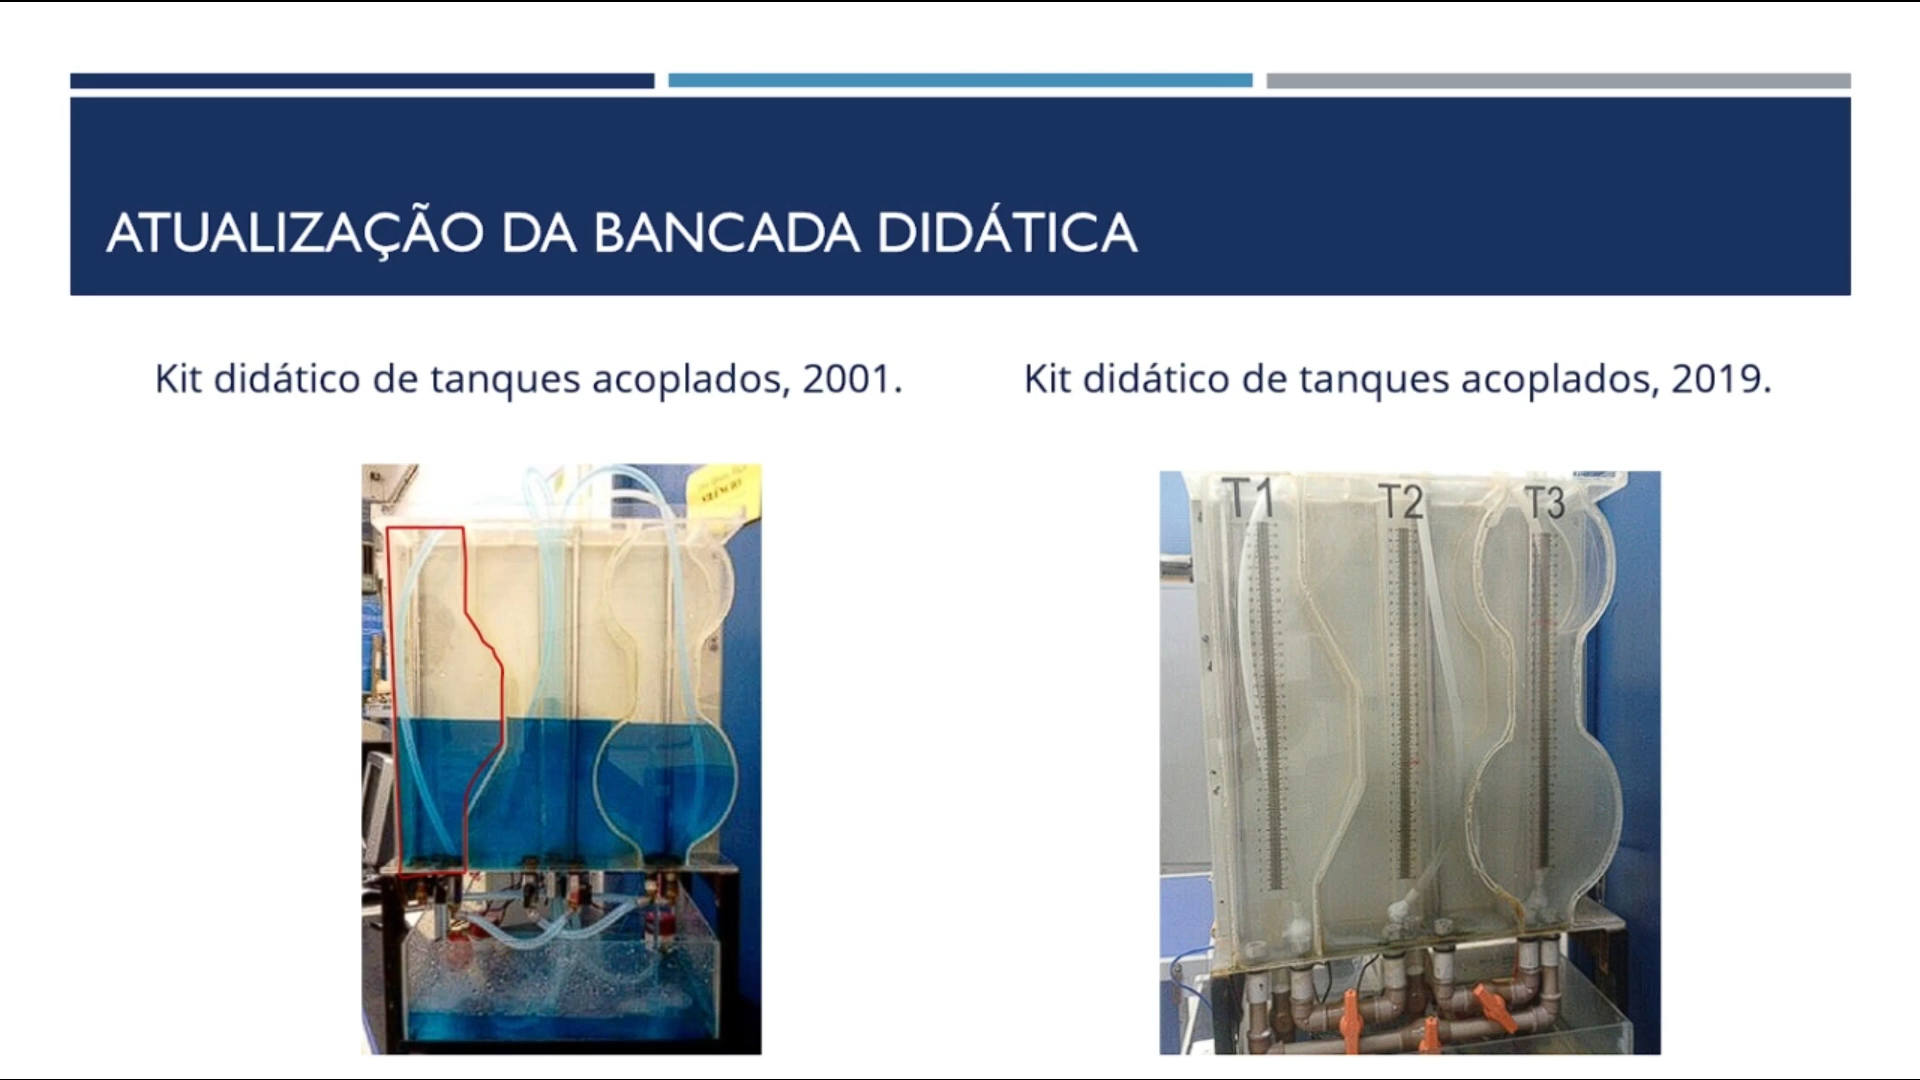 ATUALIZAÇÃO DA BANCADA DIDÁTICA
Kit didático de tanques acoplados, 2001.
Kit didático de tanques acoplados, 2019.
SILÊNCIO
T1
T2
T3